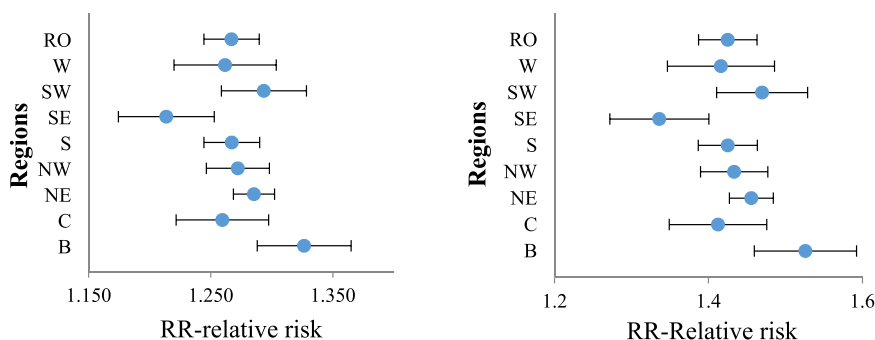 Regions
RO
W
SW
SE
S
NW
NE
C
B
1.150
1.250
1.350
RR-relative risk
Regions
RO
W
SW
SE
S
NW
NE
C
B
1.2
1.4
1.6
RR-Relative risk